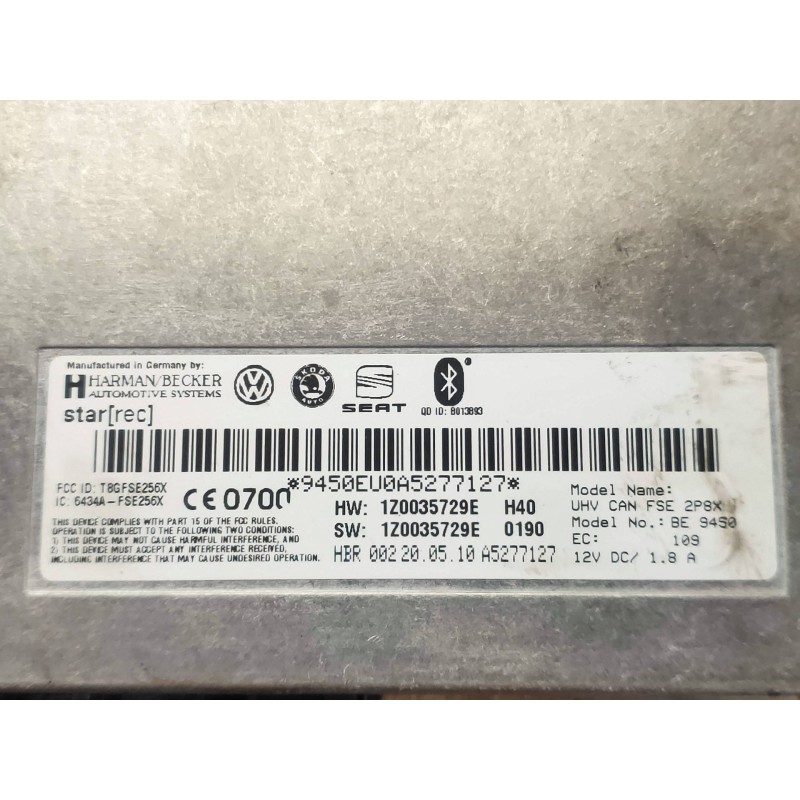 Manufactured in Germany by:
HARMAN/BECKER
AUTOMOTIVE SYSTEMS
star[rec]
ŠKODA
AUTO
SEAT
QD ID: B013893
*9450EU0A5277127*
FCC ID: T8GFSE256X
IC: 6434A-FSE256X
CE 0700
THIS DEVICE COMPLIES WITH PART 15 OF THE FCC RULES.
OPERATION IS SUBJECT TO THE FOLLOWING TWO CONDITIONS:
1) THIS DEVICE MAY NOT CAUSE HARMFUL INTERFERENCE, AND
2) THIS DEVICE MUST ACCEPT ANY INTERFERENCE RECEIVED,
INCLUDING INTERFERENCE THAT MAY CAUSE UNDESIRED OPERATION.
HW: 1Z0035729E H40
SW: 1Z0035729E 0190
HBR 002 20.05.10 A5277127
Model Name:
UHV CAN FSE 2P8X
Model No.: BE 9450
EC: 109
12V DC/ 1.8 A